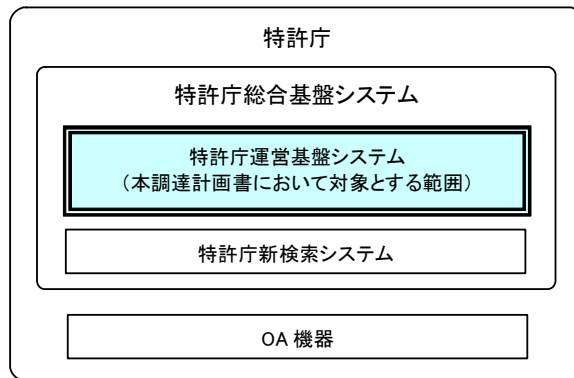 特許庁
特許庁総合基盤システム
特許庁運営基盤システム
（本調達計画書において対象とする範囲）
特許庁新検索システム
OA 機器